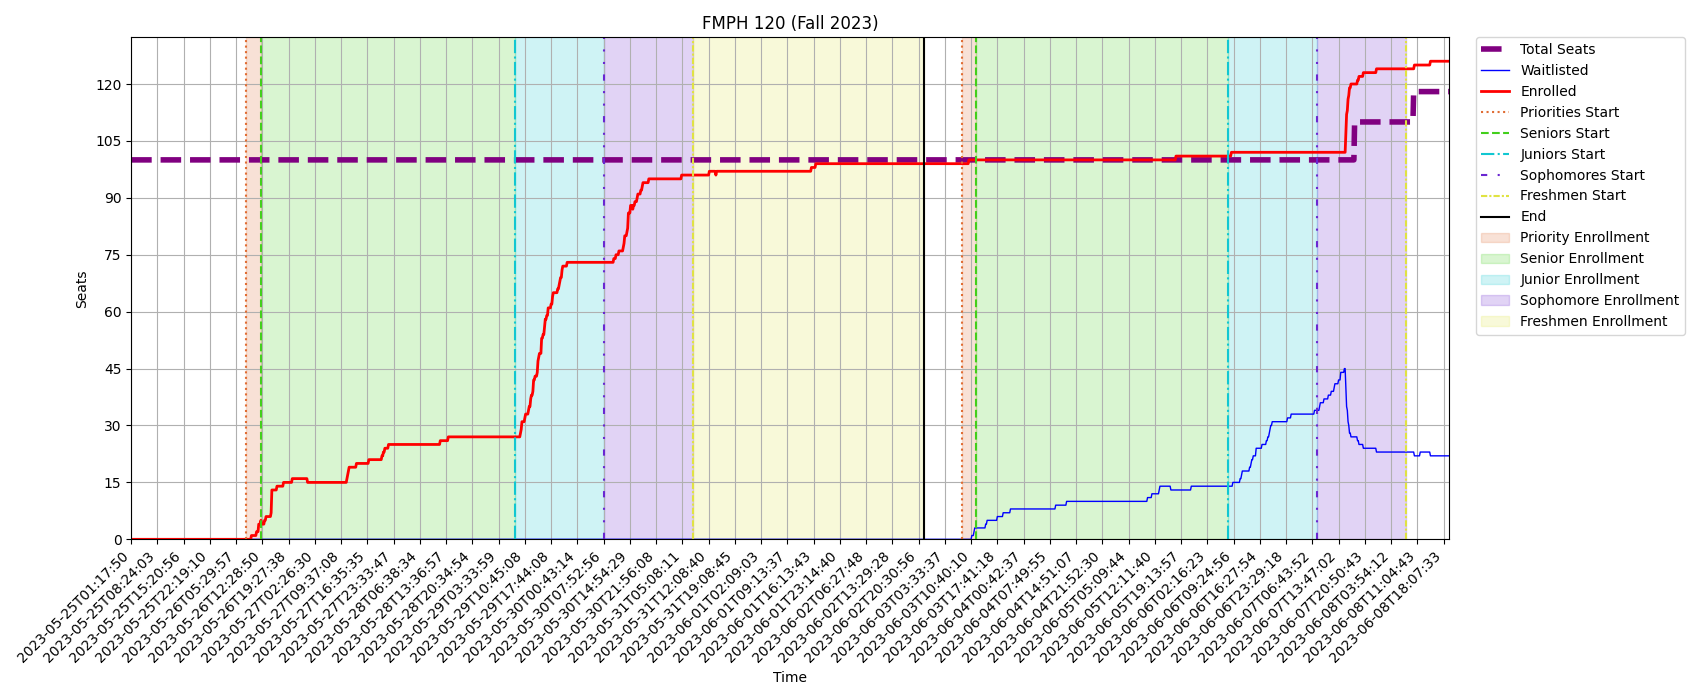 FMPH 120 (Fall 2023)
Seats
120
105
90
75
60
45
30
15
0
2023-05-25T01:17:50
2023-05-25T08:24:03
2023-05-25T15:20:56
2023-05-25T22:19:10
2023-05-26T05:29:57
2023-05-26T12:28:50
2023-05-26T19:27:38
2023-05-27T02:26:30
2023-05-27T09:37:08
2023-05-27T16:35:35
2023-05-27T23:33:47
2023-05-28T06:38:34
2023-05-28T13:36:57
2023-05-28T20:34:54
2023-05-29T03:33:59
2023-05-29T10:45:08
2023-05-29T17:44:08
2023-05-30T00:43:14
2023-05-30T07:52:56
2023-05-30T14:54:29
2023-05-30T21:56:08
2023-05-31T05:08:11
2023-05-31T12:08:40
2023-05-31T19:08:45
2023-06-01T02:09:03
2023-06-01T09:13:37
2023-06-01T16:13:43
2023-06-01T23:14:40
2023-06-02T06:27:48
2023-06-02T13:29:28
2023-06-02T20:30:56
2023-06-03T03:33:37
2023-06-03T10:40:10
2023-06-03T17:41:18
2023-06-04T00:42:37
2023-06-04T07:49:55
2023-06-04T14:51:07
2023-06-04T21:52:30
2023-06-05T05:09:44
2023-06-05T12:11:40
2023-06-05T19:13:57
2023-06-06T02:16:23
2023-06-06T09:24:56
2023-06-06T16:27:54
2023-06-06T23:29:18
2023-06-07T06:43:52
2023-06-07T13:47:02
2023-06-07T20:50:43
2023-06-08T03:54:12
2023-06-08T11:04:43
2023-06-08T18:07:33
Time
Total Seats
Waitlisted
Enrolled
Priorities Start
Seniors Start
Juniors Start
Sophomores Start
Freshmen Start
End
Priority Enrollment
Senior Enrollment
Junior Enrollment
Sophomore Enrollment
Freshmen Enrollment